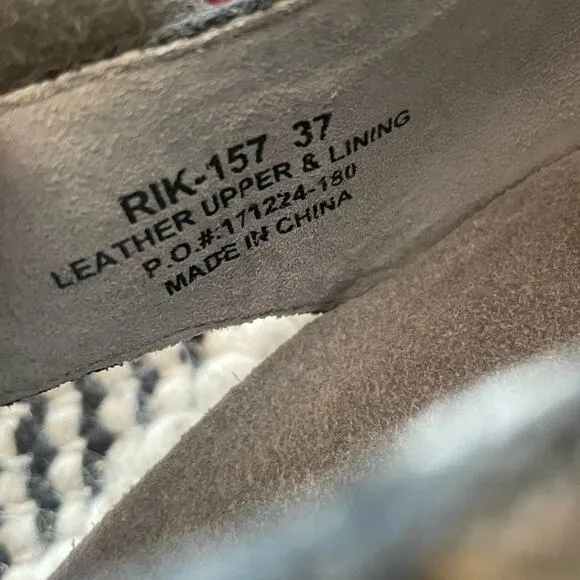 RIK-157 37
LEATHER UPPER & LINING
P.O.#:171224-180
MADE IN CHINA